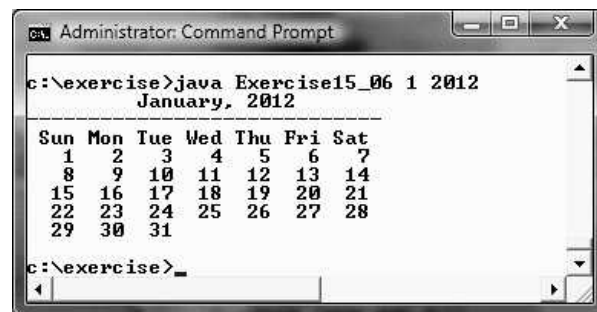 Administrator: Command Prompt
c:\exercise>java Exercise15_06 1 2012
January, 2012
Sun Mon Tue Wed Thu Fri Sat
1 2 3 4 5 6 7
8 9 10 11 12 13 14
15 16 17 18 19 20 21
22 23 24 25 26 27 28
29 30 31
c:\exercise>_